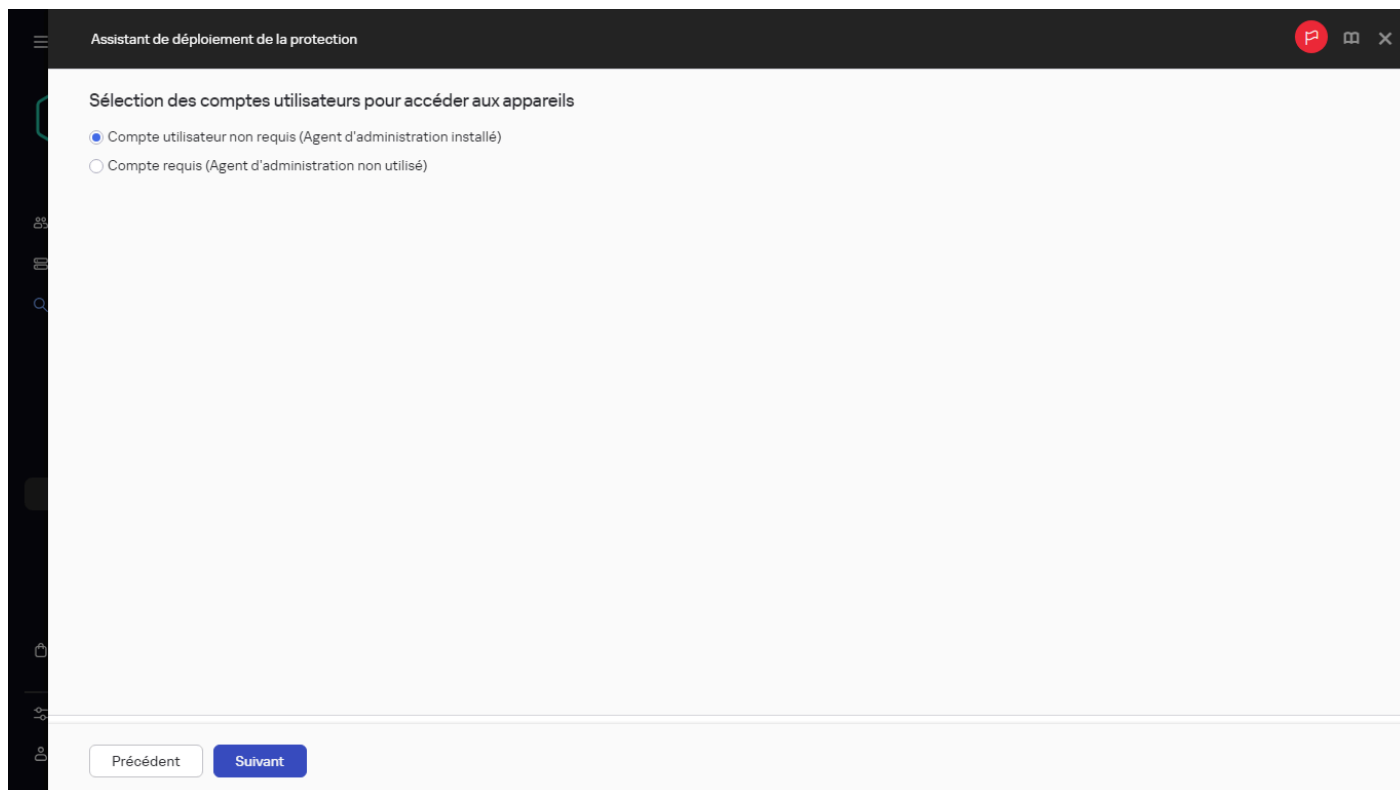 Assistant de déploiement de la protection
Sélection des comptes utilisateurs pour accéder aux appareils
Compte utilisateur non requis (Agent d'administration installé)
Compte requis (Agent d'administration non utilisé)
Précédent
Suivant